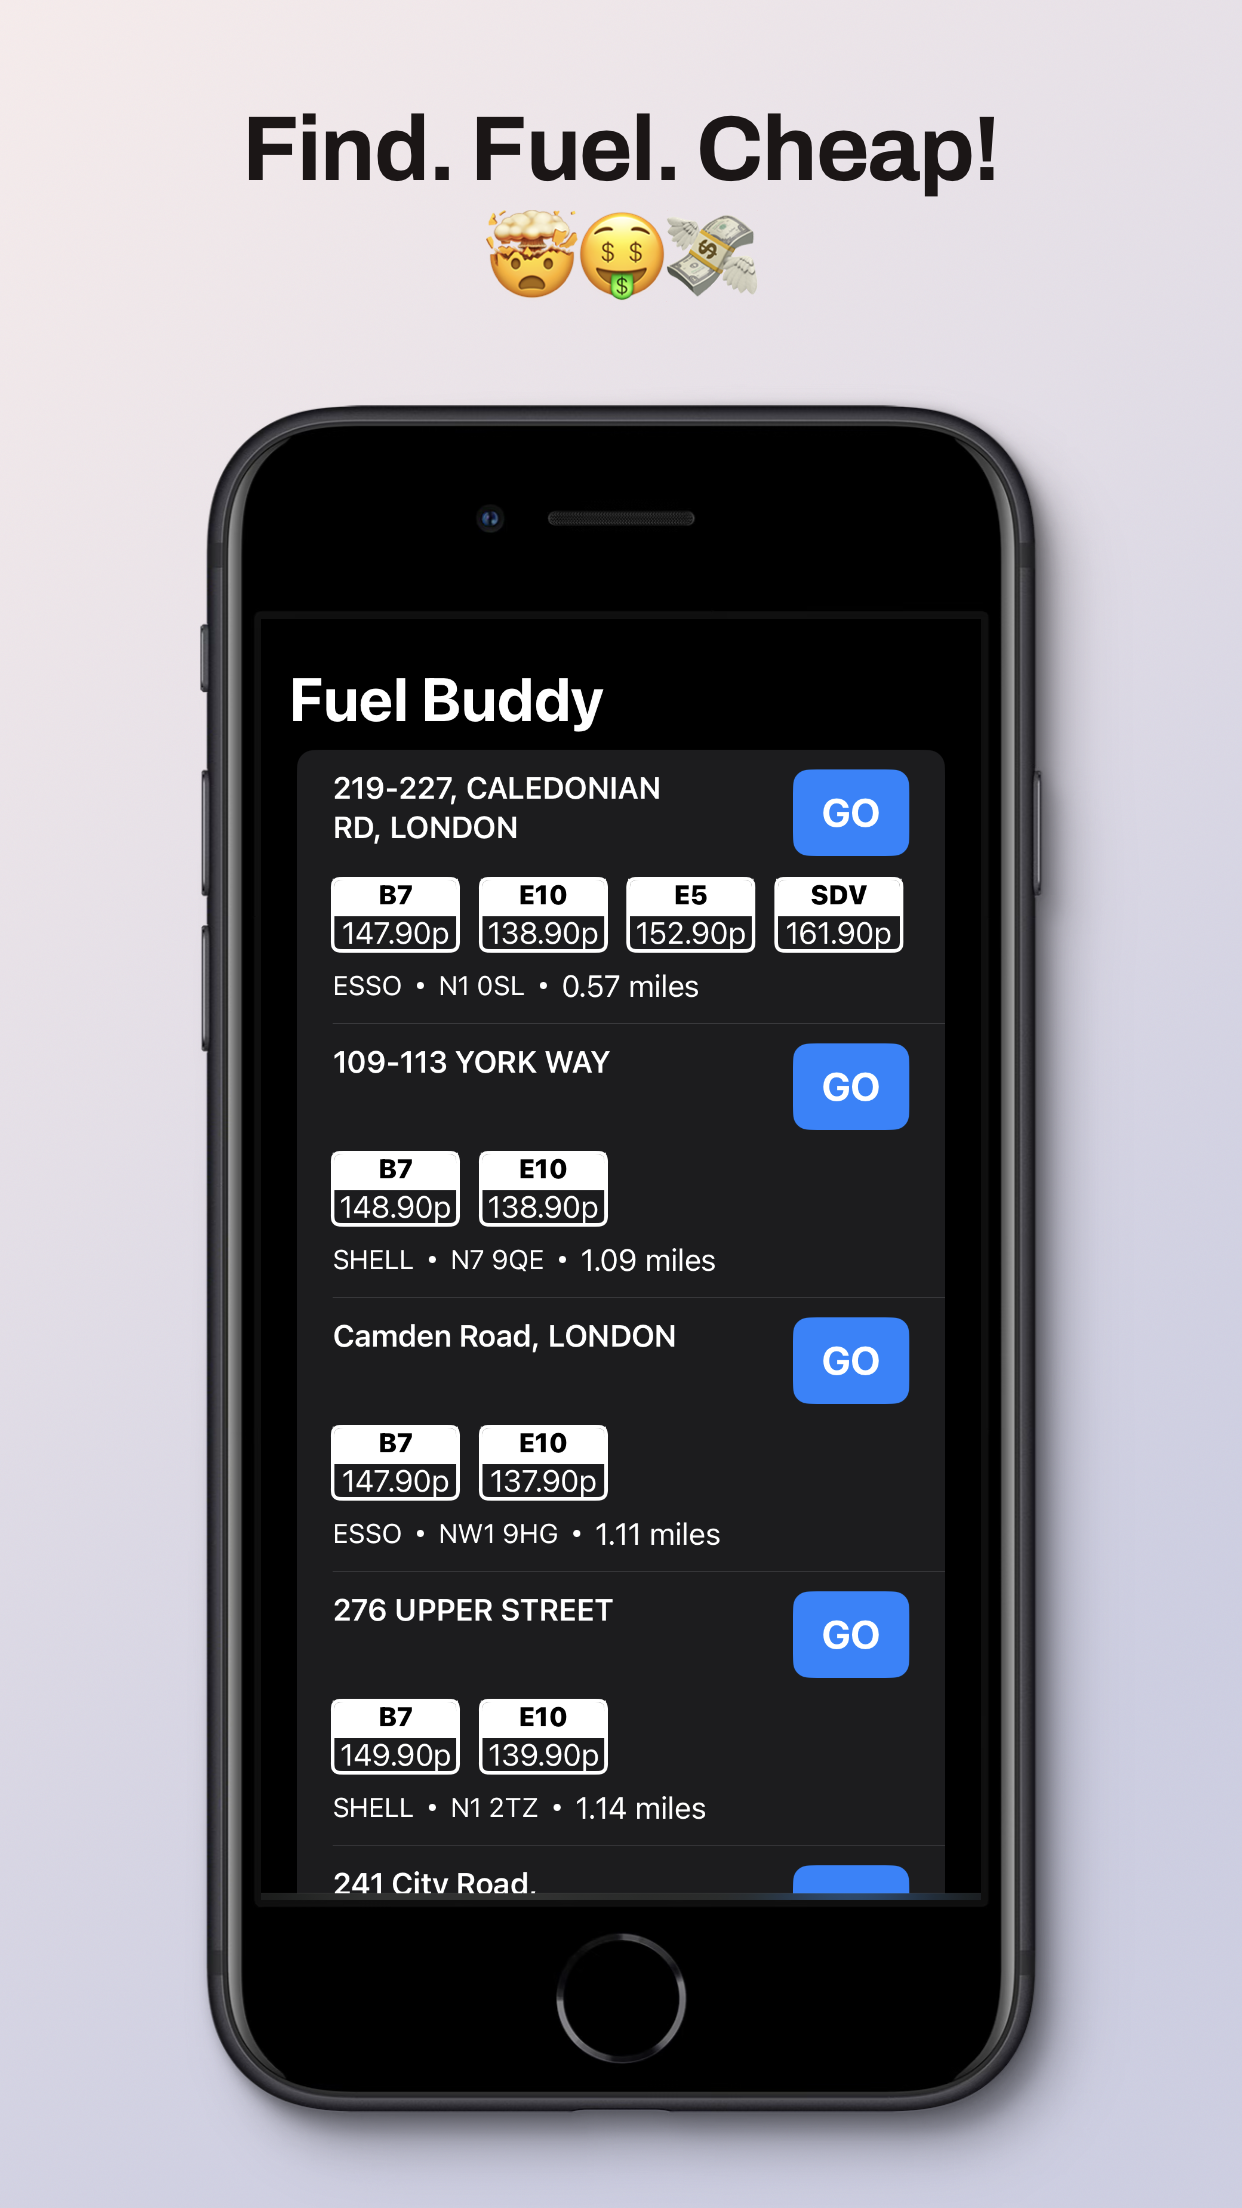 Find. Fuel. Cheap!
Fuel Buddy
219-227, CALEDONIAN
RD, LONDON
GO
B7 E10 E5 SDV
147.90p 138.90p 152.90p 161.90p
ESSO • N1 0SL • 0.57 miles
109-113 YORK WAY
GO
B7 E10
148.90p 138.90p
SHELL • N7 9QE • 1.09 miles
Camden Road, LONDON
GO
B7 E10
147.90p 137.90p
ESSO • NW1 9HG • 1.11 miles
276 UPPER STREET
GO
B7 E10
149.90p 139.90p
SHELL • N1 2TZ • 1.14 miles
241 City Road,